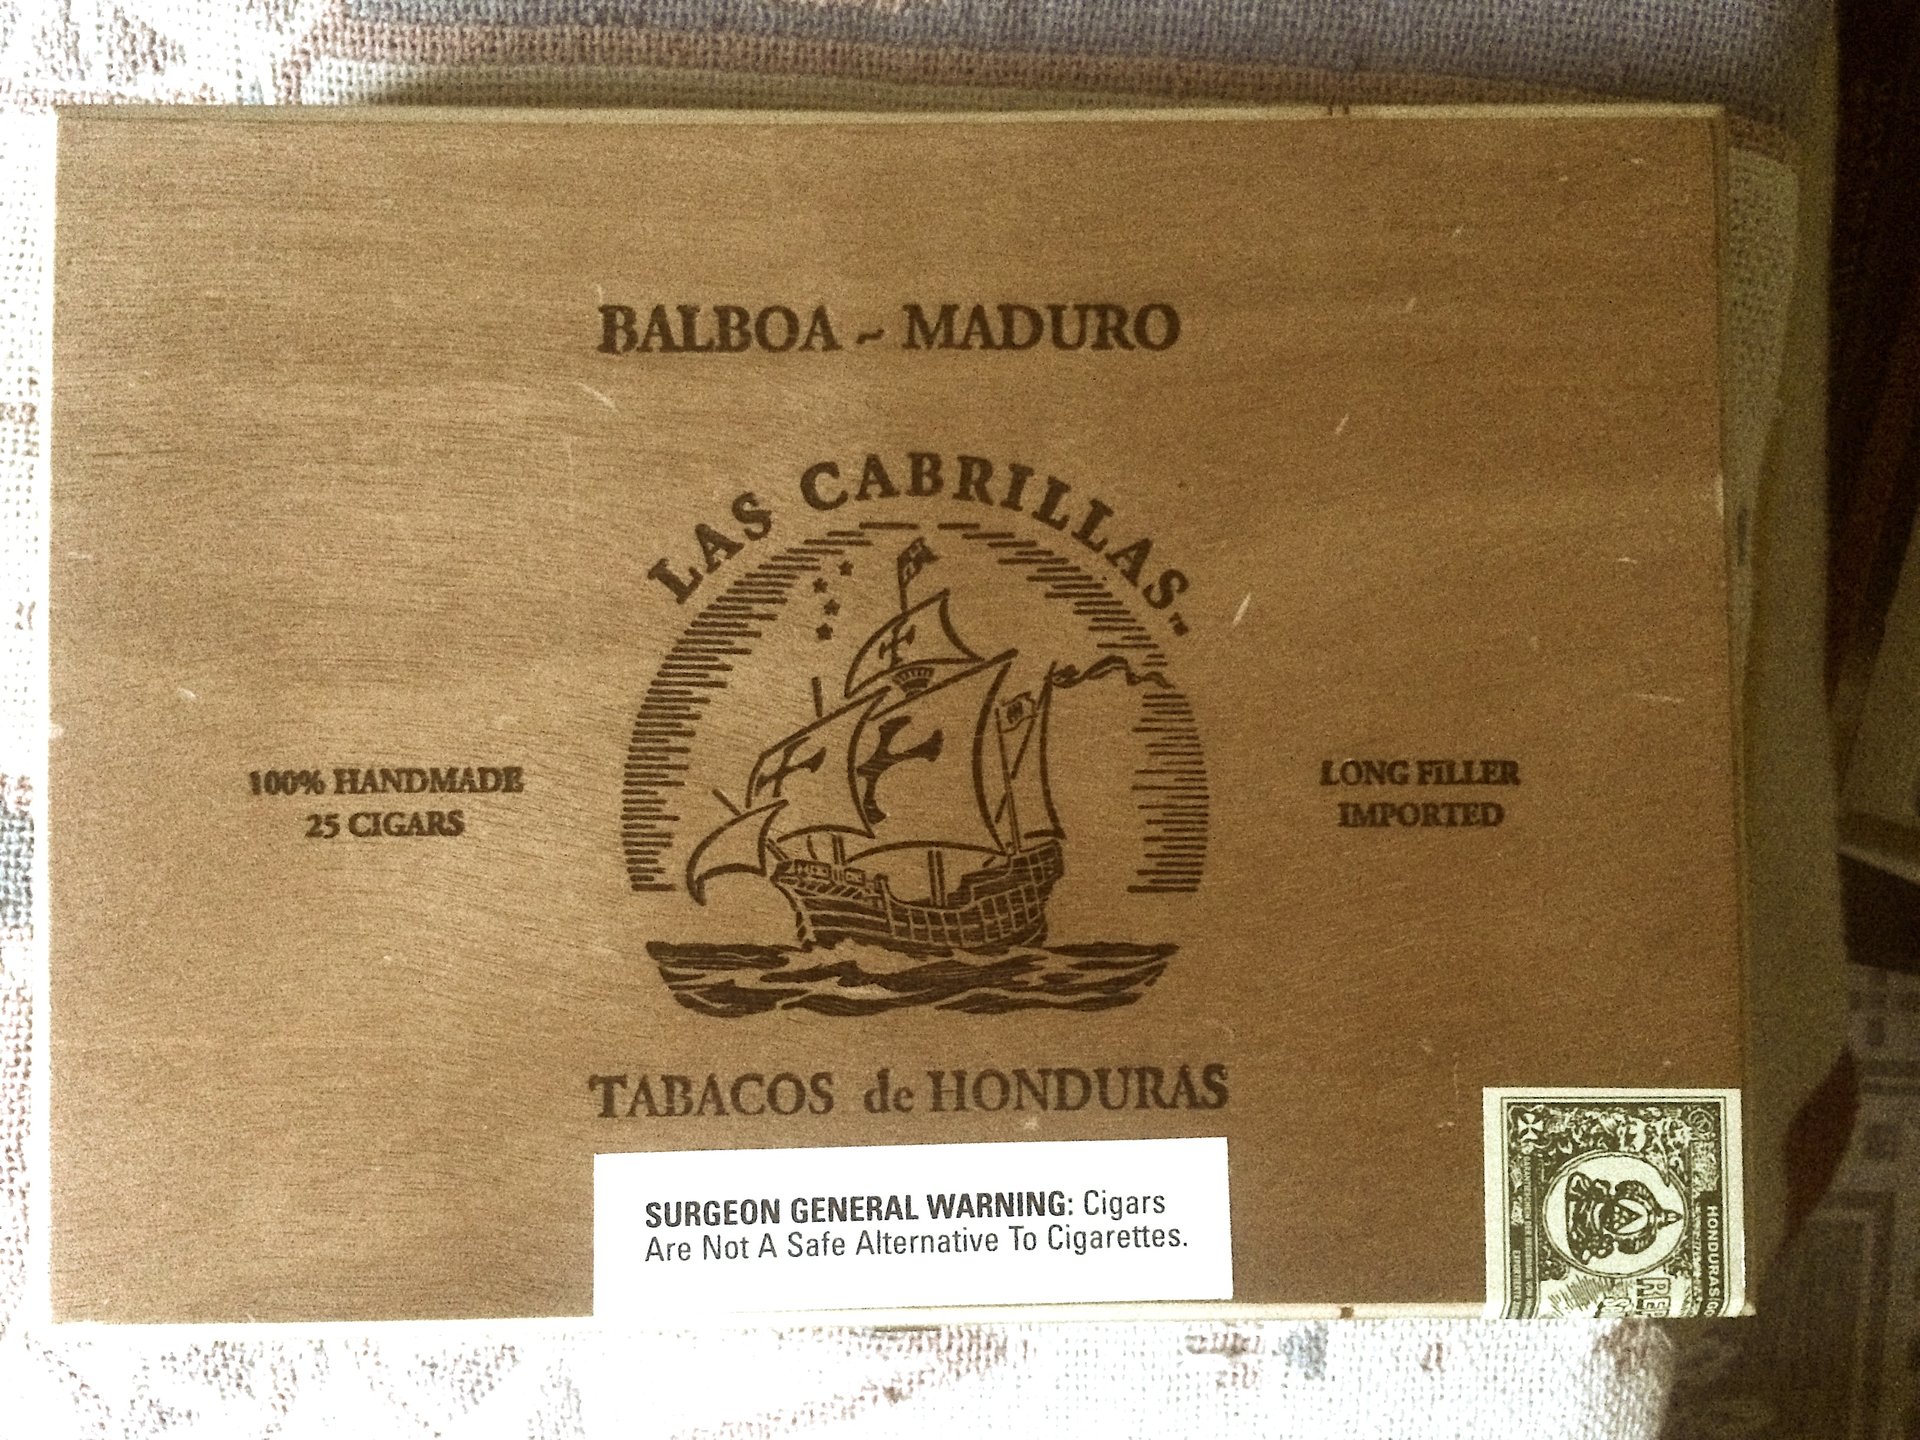 BALBOA ~ MADURO
LAS CABRILLAS™
100% HANDMADE
25 CIGARS
LONG FILLER
IMPORTED
TABACOS de HONDURAS
SURGEON GENERAL WARNING: Cigars
Are Not A Safe Alternative To Cigarettes.
HONDURAS